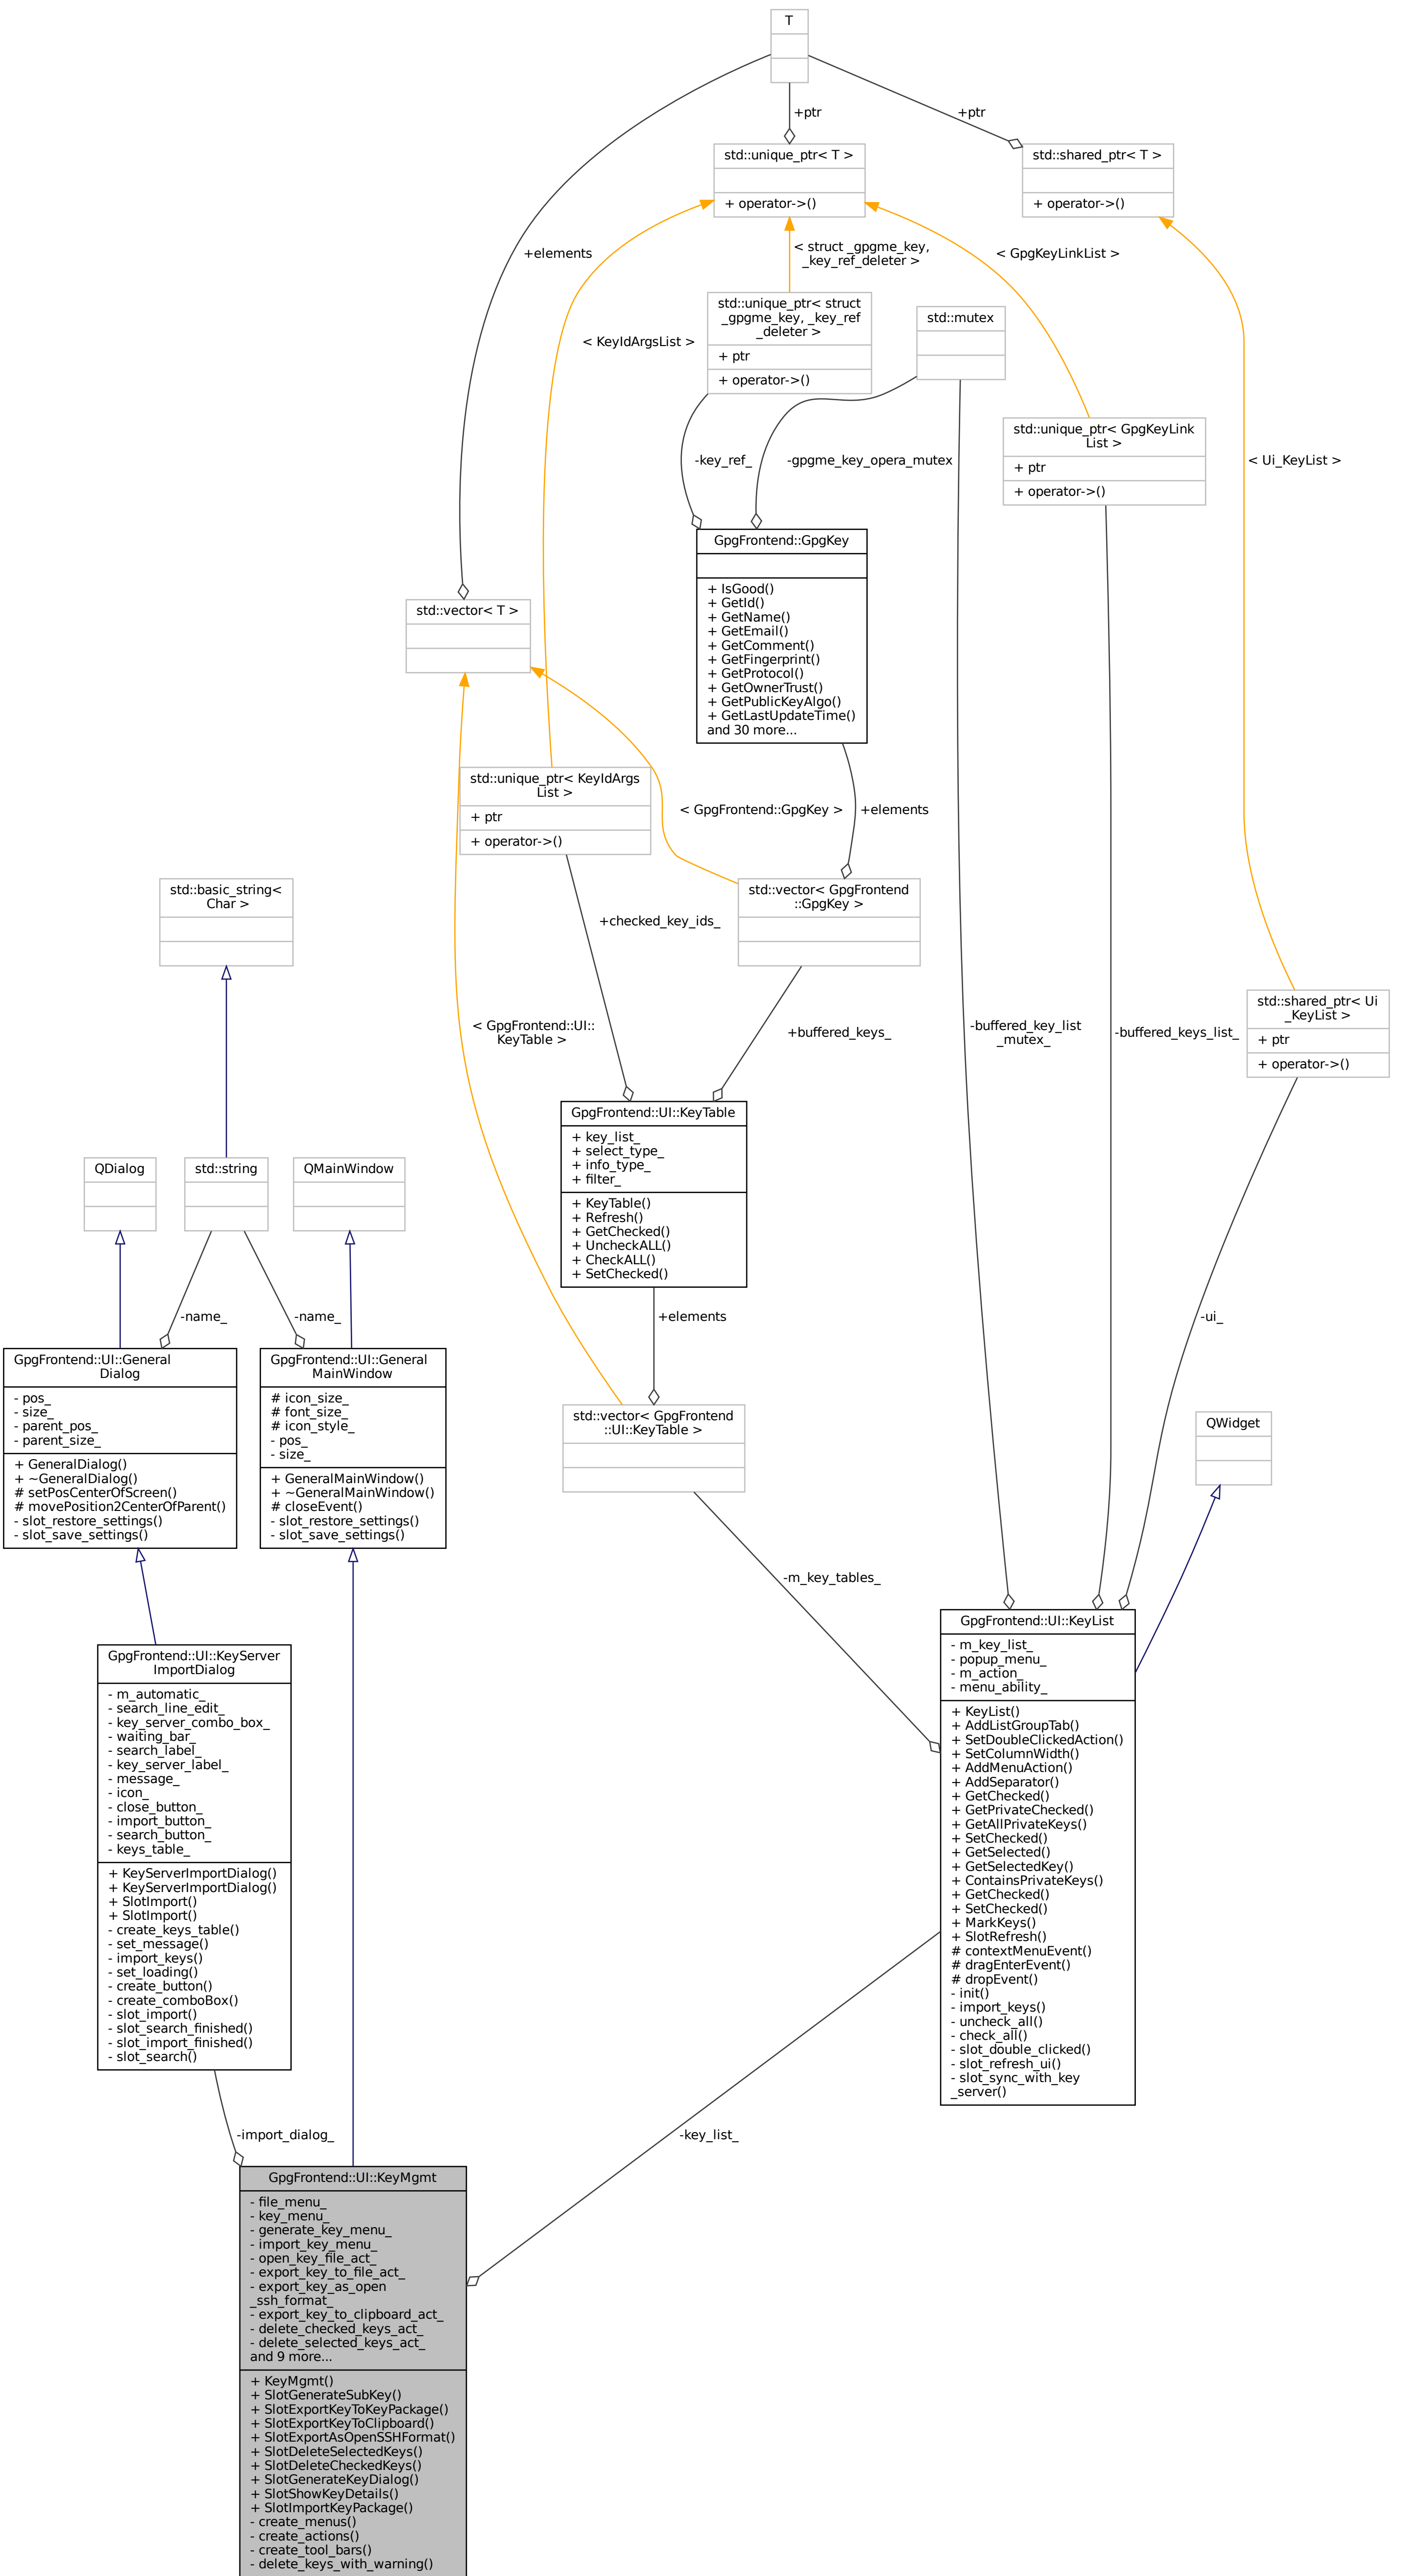 T
+ptr
+ptr
std::unique_ptr< T >
+ operator->()
std::shared_ptr< T >
+ operator->()
+elements
< struct _gpgme_key,
_key_ref_deleter >
< GpgKeyLinkList >
std::unique_ptr< struct
_gpgme_key, _key_ref
_deleter >
+ ptr
+ operator->()
std::mutex
< KeyIdArgsList >
std::unique_ptr< GpgKeyLink
List >
+ ptr
+ operator->()
-key_ref_
-gpgme_key_opera_mutex
< Ui_KeyList >
GpgFrontend::GpgKey
+ IsGood()
+ GetId()
+ GetName()
+ GetEmail()
+ GetComment()
+ GetFingerprint()
+ GetProtocol()
+ GetOwnerTrust()
+ GetPublicKeyAlgo()
+ GetLastUpdateTime()
and 30 more...
std::vector< T >
std::unique_ptr< KeyIdArgs
List >
+ ptr
+ operator->()
< GpgFrontend::GpgKey >
+elements
std::basic_string<
Char >
+checked_key_ids_
std::vector< GpgFrontend
::GpgKey >
std::shared_ptr< Ui
_KeyList >
+ ptr
+ operator->()
< GpgFrontend::UI::
KeyTable >
+buffered_keys_
-buffered_key_list
_mutex_
-buffered_keys_list_
GpgFrontend::UI::KeyTable
+ key_list_
+ select_type_
+ info_type_
+ filter_
+ KeyTable()
+ Refresh()
+ GetChecked()
+ UncheckALL()
+ CheckALL()
+ SetChecked()
QDialog
std::string
QMainWindow
-name_
-name_
+elements
-ui_
GpgFrontend::UI::General
Dialog
- pos_
- size_
- parent_pos_
- parent_size_
+ GeneralDialog()
+ ~GeneralDialog()
# setPosCenterOfScreen()
# movePosition2CenterOfParent()
- slot_restore_settings()
- slot_save_settings()
GpgFrontend::UI::General
MainWindow
# icon_size_
# font_size_
# icon_style_
- pos_
- size_
+ GeneralMainWindow()
+ ~GeneralMainWindow()
# closeEvent()
- slot_restore_settings()
- slot_save_settings()
std::vector< GpgFrontend
::UI::KeyTable >
QWidget
-m_key_tables_
GpgFrontend::UI::KeyServer
ImportDialog
- m_automatic_
- search_line_edit_
- key_server_combo_box_
- waiting_bar_
- search_label_
- key_server_label_
- message_
- icon_
- close_button_
- import_button_
- search_button_
- keys_table_
+ KeyServerImportDialog()
+ KeyServerImportDialog()
+ SlotImport()
+ SlotImport()
- create_keys_table()
- set_message()
- import_keys()
- set_loading()
- create_button()
- create_comboBox()
- slot_import()
- slot_search_finished()
- slot_import_finished()
- slot_search()
GpgFrontend::UI::KeyList
- m_key_list_
- popup_menu_
- m_action_
- menu_ability_
+ KeyList()
+ AddListGroupTab()
+ SetDoubleClickedAction()
+ SetColumnWidth()
+ AddMenuAction()
+ AddSeparator()
+ GetChecked()
+ GetPrivateChecked()
+ GetAllPrivateKeys()
+ SetChecked()
+ GetSelected()
+ GetSelectedKey()
+ ContainsPrivateKeys()
+ GetChecked()
+ SetChecked()
+ MarkKeys()
+ SlotRefresh()
# contextMenuEvent()
# dragEnterEvent()
# dropEvent()
- init()
- import_keys()
- uncheck_all()
- check_all()
- slot_double_clicked()
- slot_refresh_ui()
- slot_sync_with_key
_server()
-import_dialog_
-key_list_
GpgFrontend::UI::KeyMgmt
- file_menu_
- key_menu_
- generate_key_menu_
- import_key_menu_
- open_key_file_act_
- export_key_to_file_act_
- export_key_as_open
_ssh_format_
- export_key_to_clipboard_act_
- delete_checked_keys_act_
- delete_selected_keys_act_
and 9 more...
+ KeyMgmt()
+ SlotGenerateSubKey()
+ SlotExportKeyToKeyPackage()
+ SlotExportKeyToClipboard()
+ SlotExportAsOpenSSHFormat()
+ SlotDeleteSelectedKeys()
+ SlotDeleteCheckedKeys()
+ SlotGenerateKeyDialog()
+ SlotShowKeyDetails()
+ SlotImportKeyPackage()
- create_menus()
- create_actions()
- create_tool_bars()
- delete_keys_with_warning()